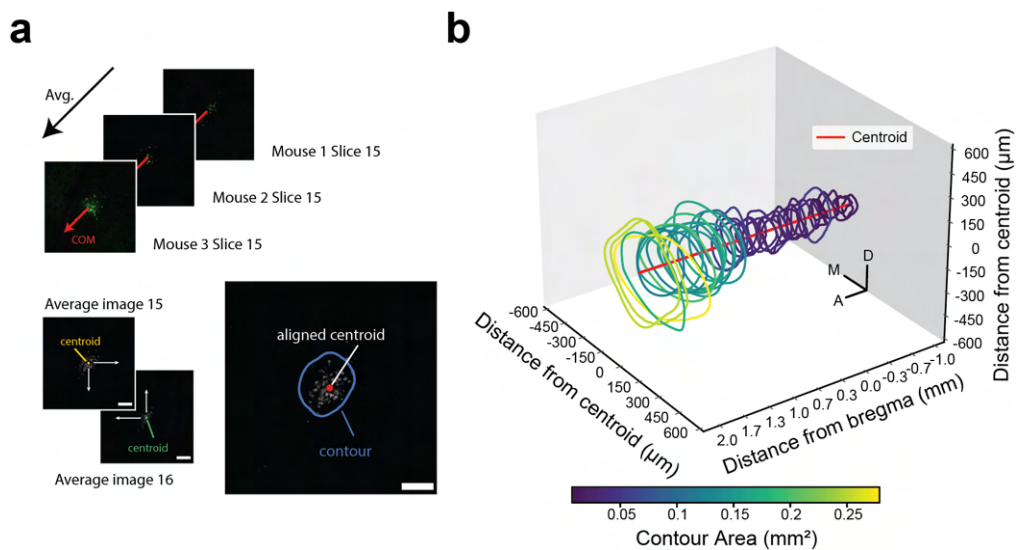 a
Avg.
Mouse 1 Slice 15
Mouse 2 Slice 15
COM
Mouse 3 Slice 15
Average image 15
centroid
centroid
Average image 16
aligned centroid
contour
b
Centroid
600
450
300
150
0
-150
-300
-450
-600
Distance from centroid (µm)
D
M
A
-600
-450
-300
-150
0
150
300
450
600
Distance from centroid (µm)
2.0
1.7
1.3
1.0
0.7
0.3
0.0
-0.3
-0.7
-1.0
Distance from bregma (mm)
0.05
0.1
0.15
0.2
0.25
Contour Area (mm²)